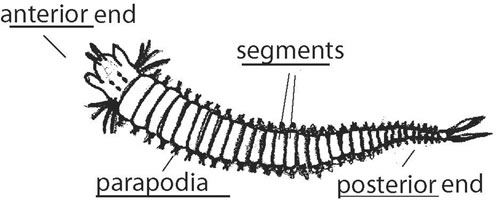 anterior end
segments
parapodia
posterior end